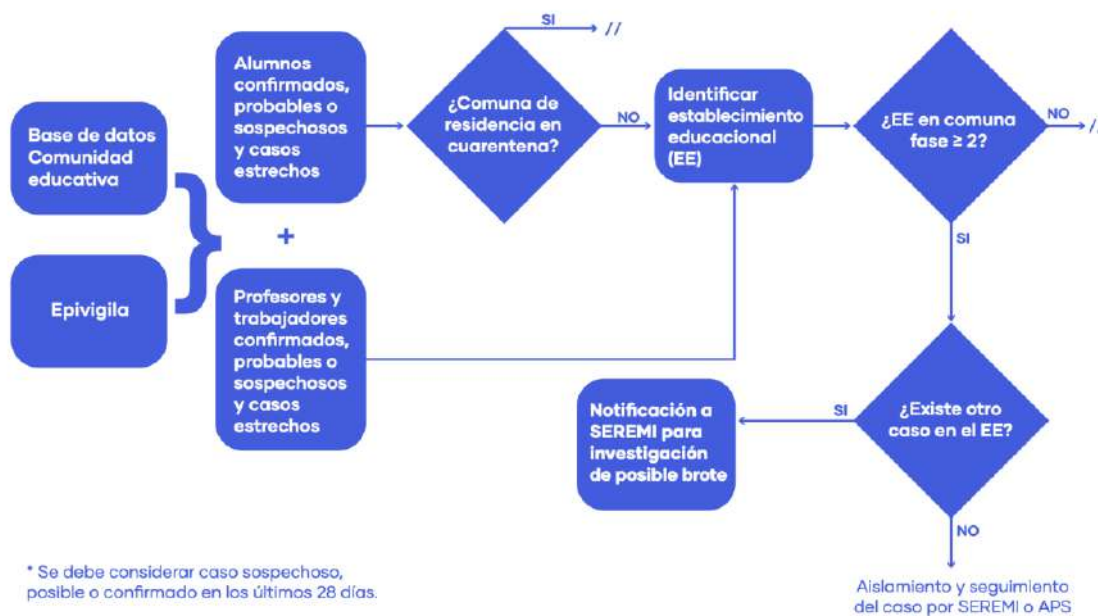 Base de datos
Comunidad
educativa
Epivigila
Alumnos
confirmados,
probables o
sospechosos
y casos
estrechos
+
Profesores y
trabajadores
confirmados,
probables o
sospechosos
y casos
estrechos
SI
//
¿Comuna de
residencia en
cuarentena?
NO
Identificar
establecimiento
educacional
(EE)
¿EE en comuna
fase ≥ 2?
NO
//
SI
¿Existe otro
caso en el EE?
SI
Notificación a
SEREMI para
investigación
de posible brote
NO
Aislamiento y seguimiento
del caso por SEREMI o APS
* Se debe considerar caso sospechoso,
posible o confirmado en los últimos 28 días.